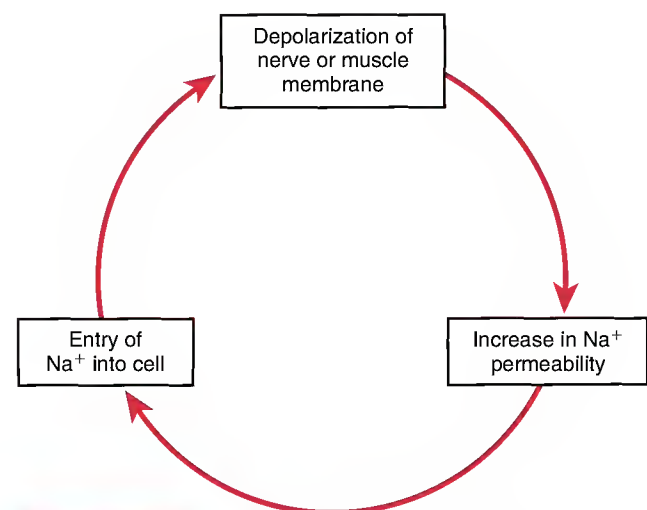 Depolarization of
nerve or muscle
membrane
Increase in Na⁺
permeability
Entry of
Na⁺ into cell